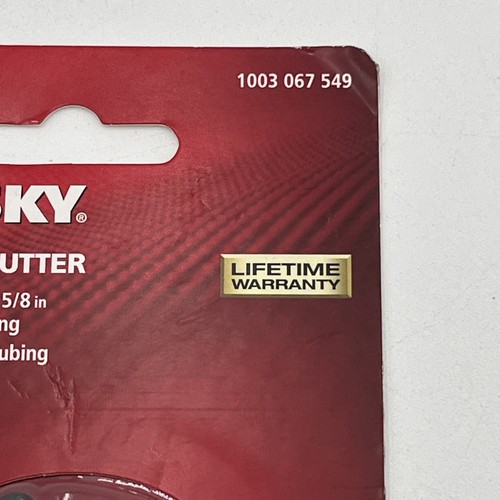 1003 067 549
SKY®
UTTER
LIFETIME
WARRANTY
5/8 in
ng
ubing